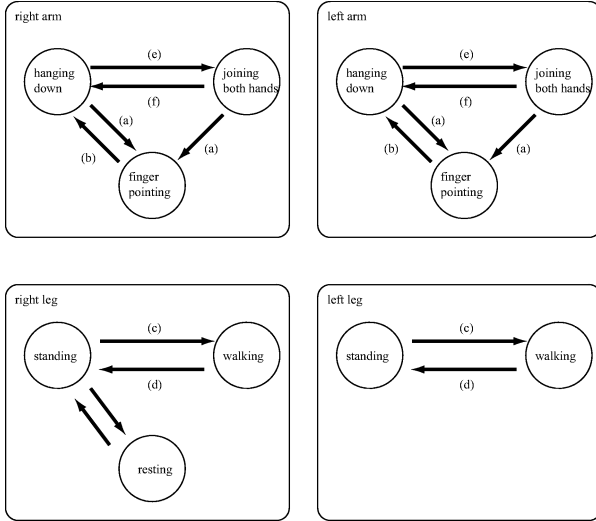 right arm
(e)
hanging
down
joining
both hands
(f)
(a)
(b)
(a)
finger
pointing
left arm
(e)
hanging
down
joining
both hands
(f)
(a)
(b)
(a)
finger
pointing
right leg
(c)
standing
walking
(d)
resting
left leg
(c)
standing
walking
(d)